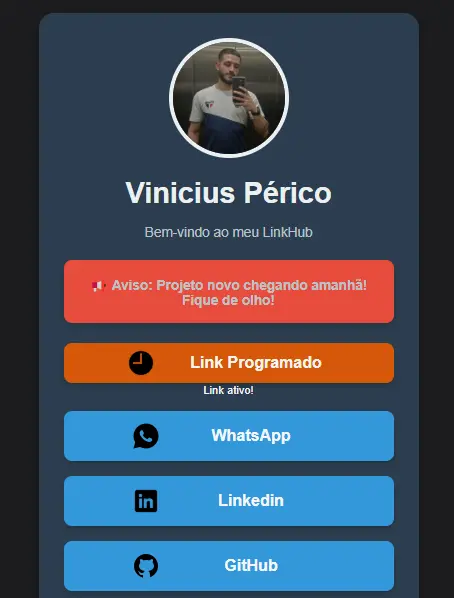 Vinicius Périco
Bem-vindo ao meu LinkHub
Aviso: Projeto novo chegando amanhã!
Fique de olho!
Link Programado
Link ativo!
WhatsApp
Linkedin
GitHub